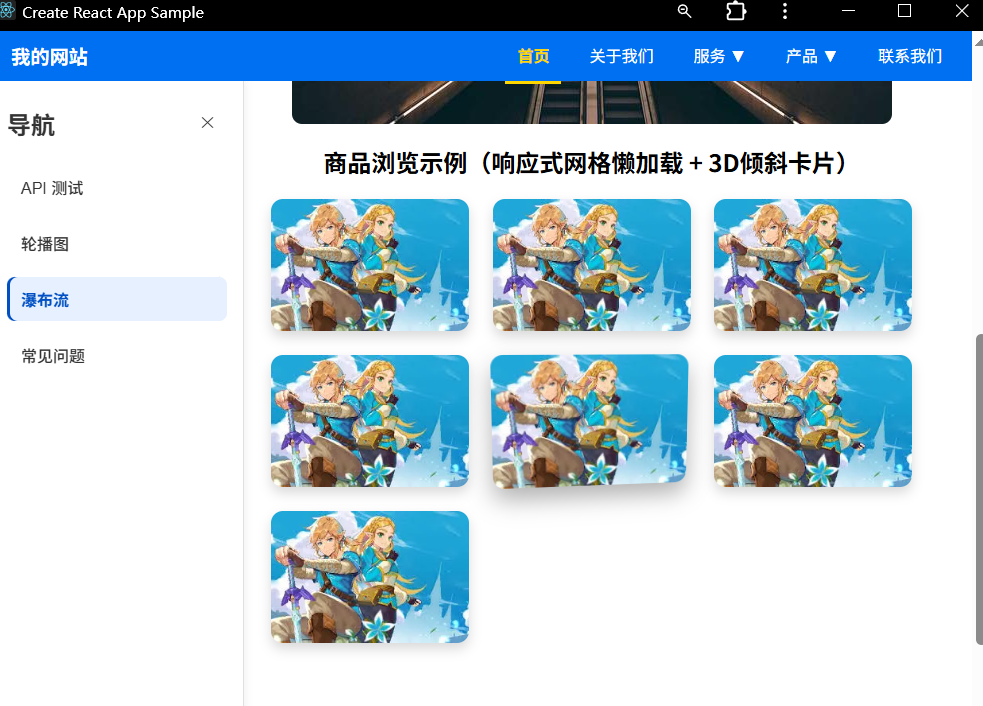 Create React App Sample
我的网站
首页
关于我们
服务 ▼
产品 ▼
联系我们
导航
API 测试
轮播图
瀑布流
常见问题
商品浏览示例（响应式网格懒加载 + 3D倾斜卡片）